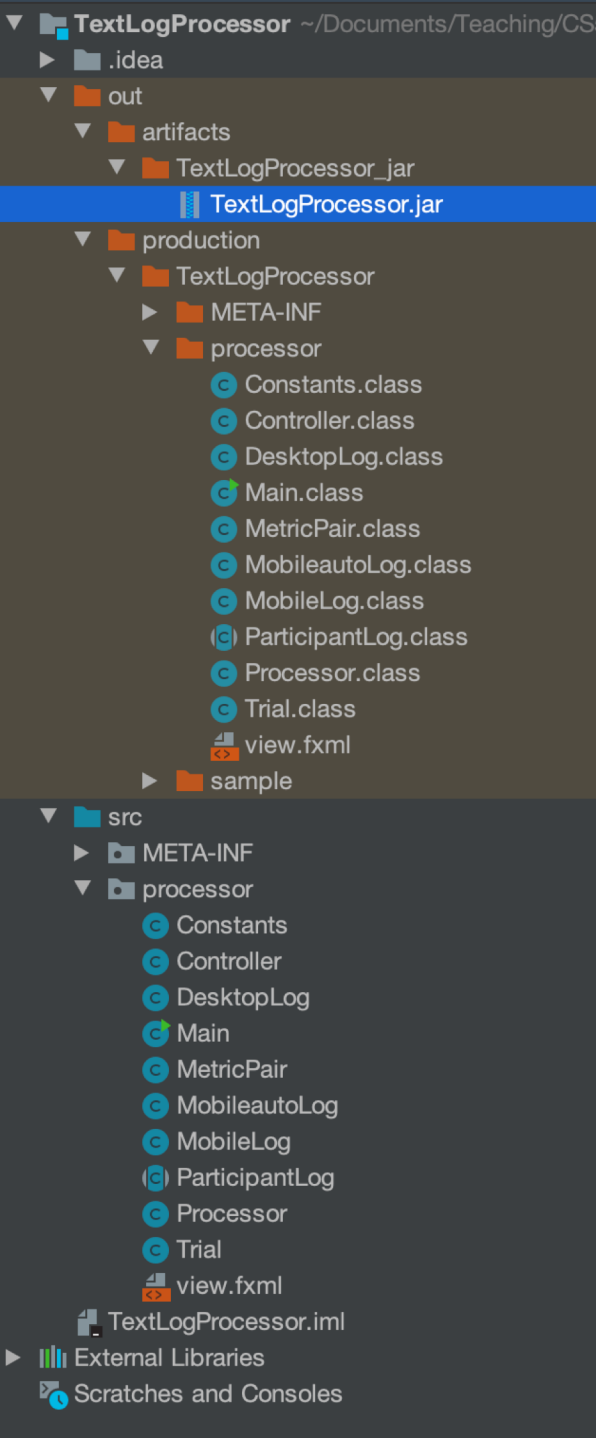 TextLogProcessor ~/Documents/Teaching/CS
.idea
out
artifacts
TextLogProcessor_jar
TextLogProcessor.jar
production
TextLogProcessor
META-INF
processor
Constants.class
Controller.class
DesktopLog.class
Main.class
MetricPair.class
MobileautoLog.class
MobileLog.class
ParticipantLog.class
Processor.class
Trial.class
view.fxml
sample
src
META-INF
processor
Constants
Controller
DesktopLog
Main
MetricPair
MobileautoLog
MobileLog
ParticipantLog
Processor
Trial
view.fxml
TextLogProcessor.iml
External Libraries
Scratches and Consoles